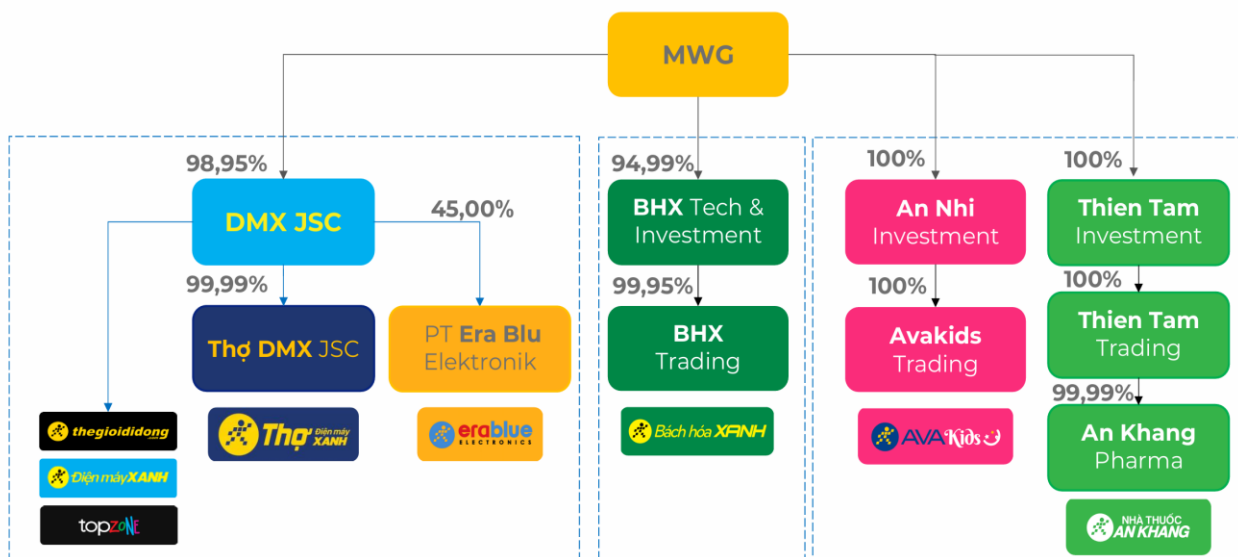 MWG
98,95%
DMX JSC
45,00%
99,99%
Thợ DMX JSC
PT Era Blu
Elektronik
thegioididong
.com
Điện máy XANH
topzone
Thợ Điện máy
XANH
erablue
ELECTRONICS
94,99%
BHX Tech &
Investment
99,95%
BHX
Trading
Bách hóa XANH
100%
An Nhi
Investment
100%
Avakids
Trading
AVAKids
100%
Thien Tam
Investment
100%
Thien Tam
Trading
99,99%
An Khang
Pharma
NHÀ THUỐC
AN KHANG